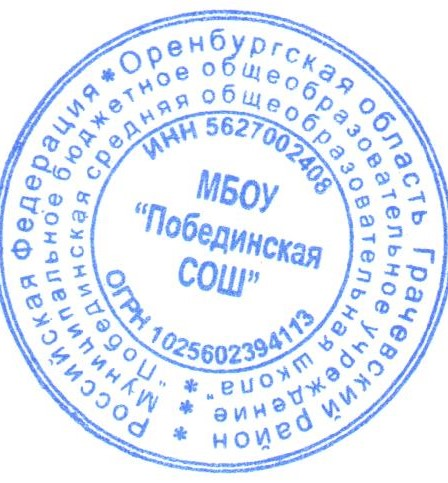 Российская Федерация * Оренбургская область Грачевский район *
Муниципальное бюджетное общеобразовательное учреждение *
"Побединская средняя общеобразовательная школа" *
ИНН 5627002408
МБОУ
"Побединская
СОШ"
ОГРН 1025602394113